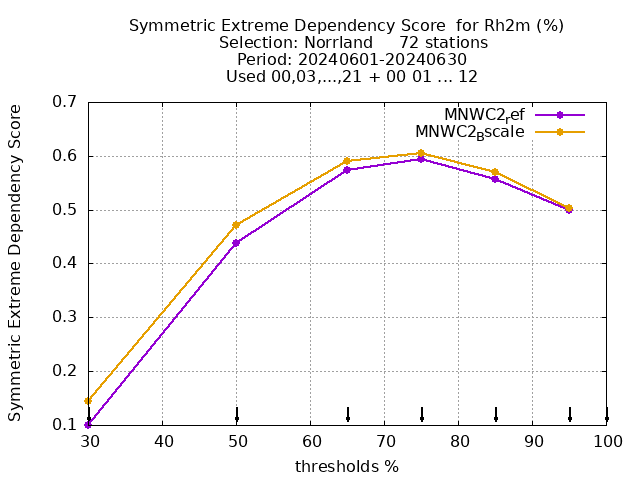 Symmetric Extreme Dependency Score  for Rh2m (%)
Selection: Norrland     72 stations
Period: 20240601-20240630
Used 00,03,...,21 + 00 01 ... 12
MNWC2_ref
MNWC2_Bscale
Symmetric Extreme Dependency Score
0.7
0.6
0.5
0.4
0.3
0.2
0.1
30 40 50 60 70 80 90 100
thresholds %